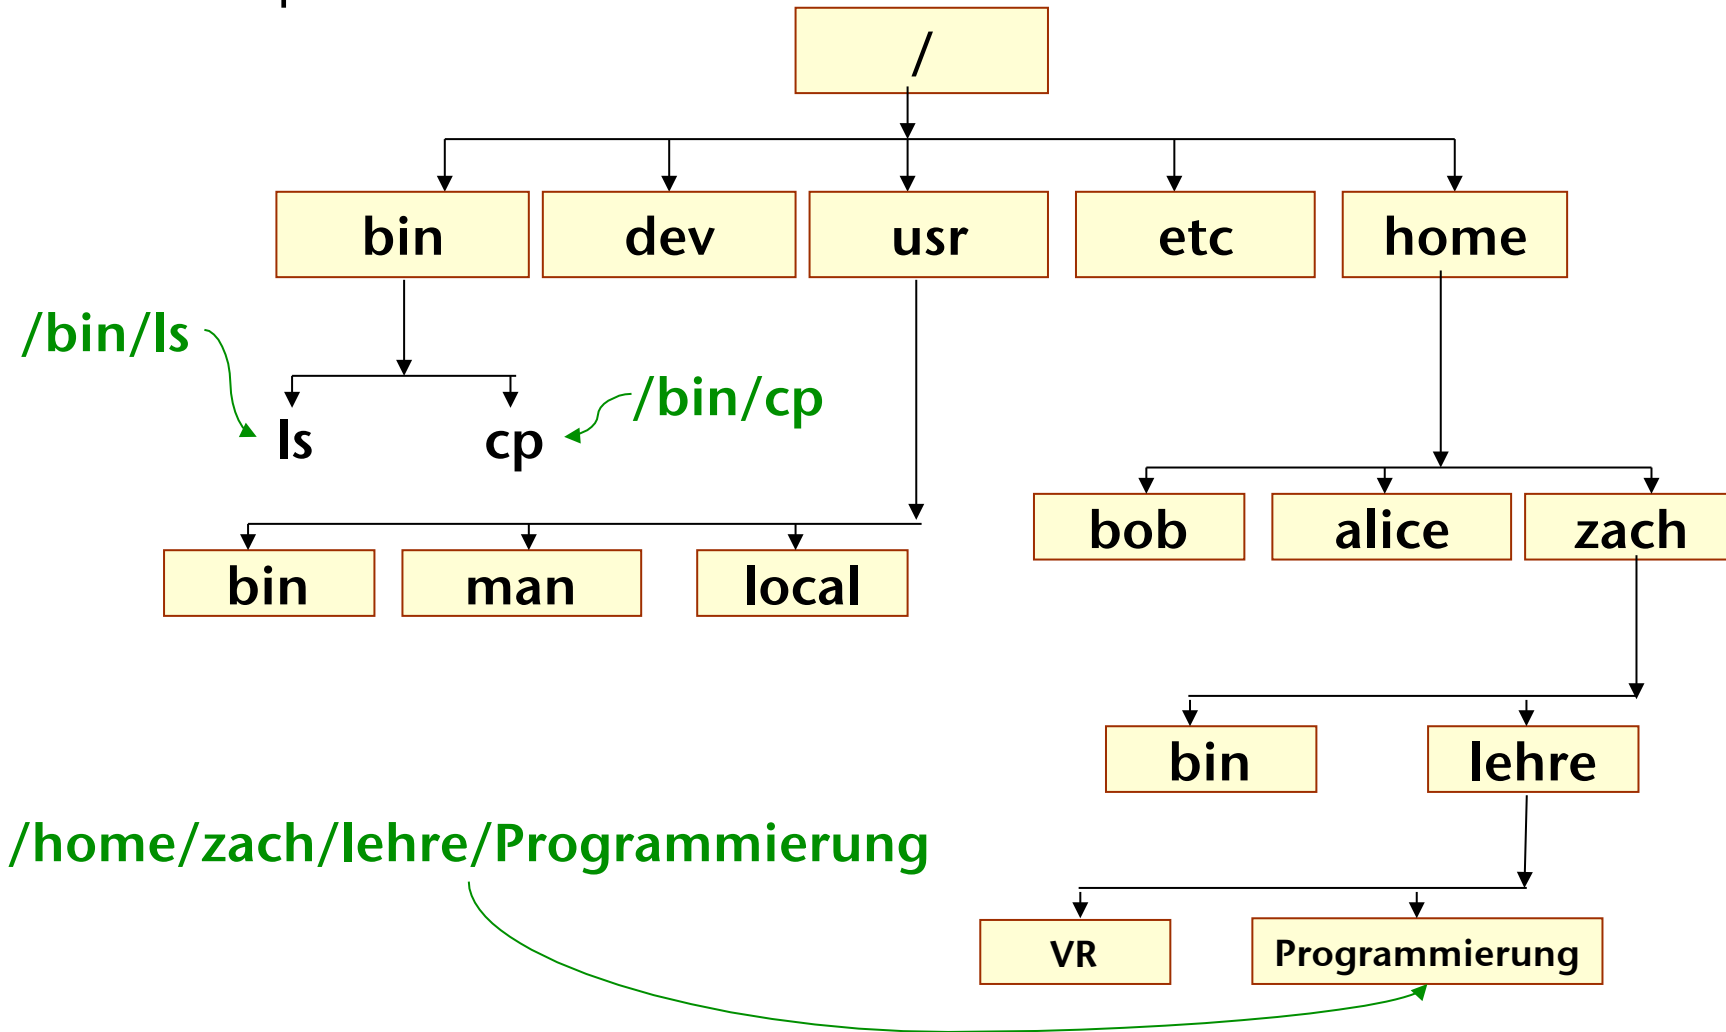 /
bin dev usr etc home
/bin/ls
/bin/cp
ls cp
bob alice zach
bin man local
bin lehre
/home/zach/lehre/Programmierung
VR Programmierung